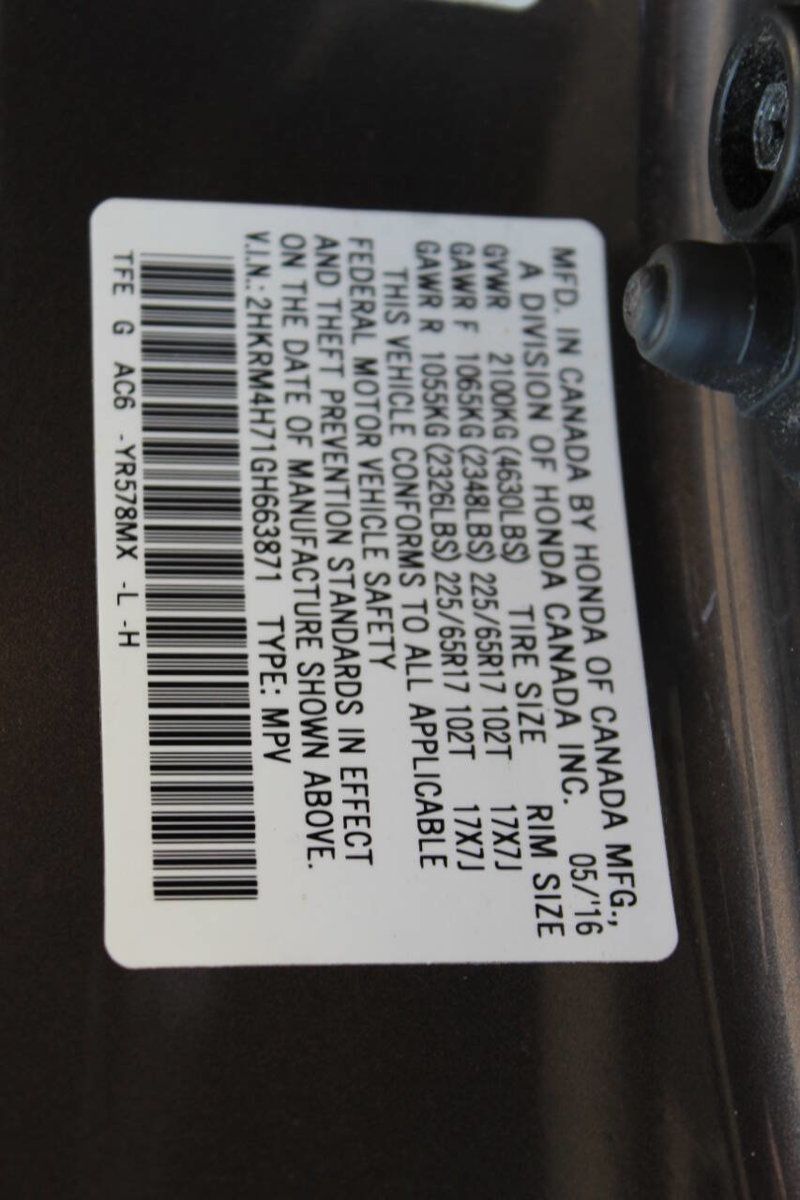 MFD. IN CANADA BY HONDA OF CANADA MFG.,
A DIVISION OF HONDA CANADA INC. 05/'16
GVWR 2100KG (4630LBS) TIRE SIZE RIM SIZE
GAWR F 1065KG (2348LBS) 225/65R17 102T 17X7J
GAWR R 1055KG (2326LBS) 225/65R17 102T 17X7J
THIS VEHICLE CONFORMS TO ALL APPLICABLE
FEDERAL MOTOR VEHICLE SAFETY
AND THEFT PREVENTION STANDARDS IN EFFECT
ON THE DATE OF MANUFACTURE SHOWN ABOVE.
V.I.N.: 2HKRM4H71GH663871 TYPE: MPV
TFE G AC6 -YR578MX -L -H